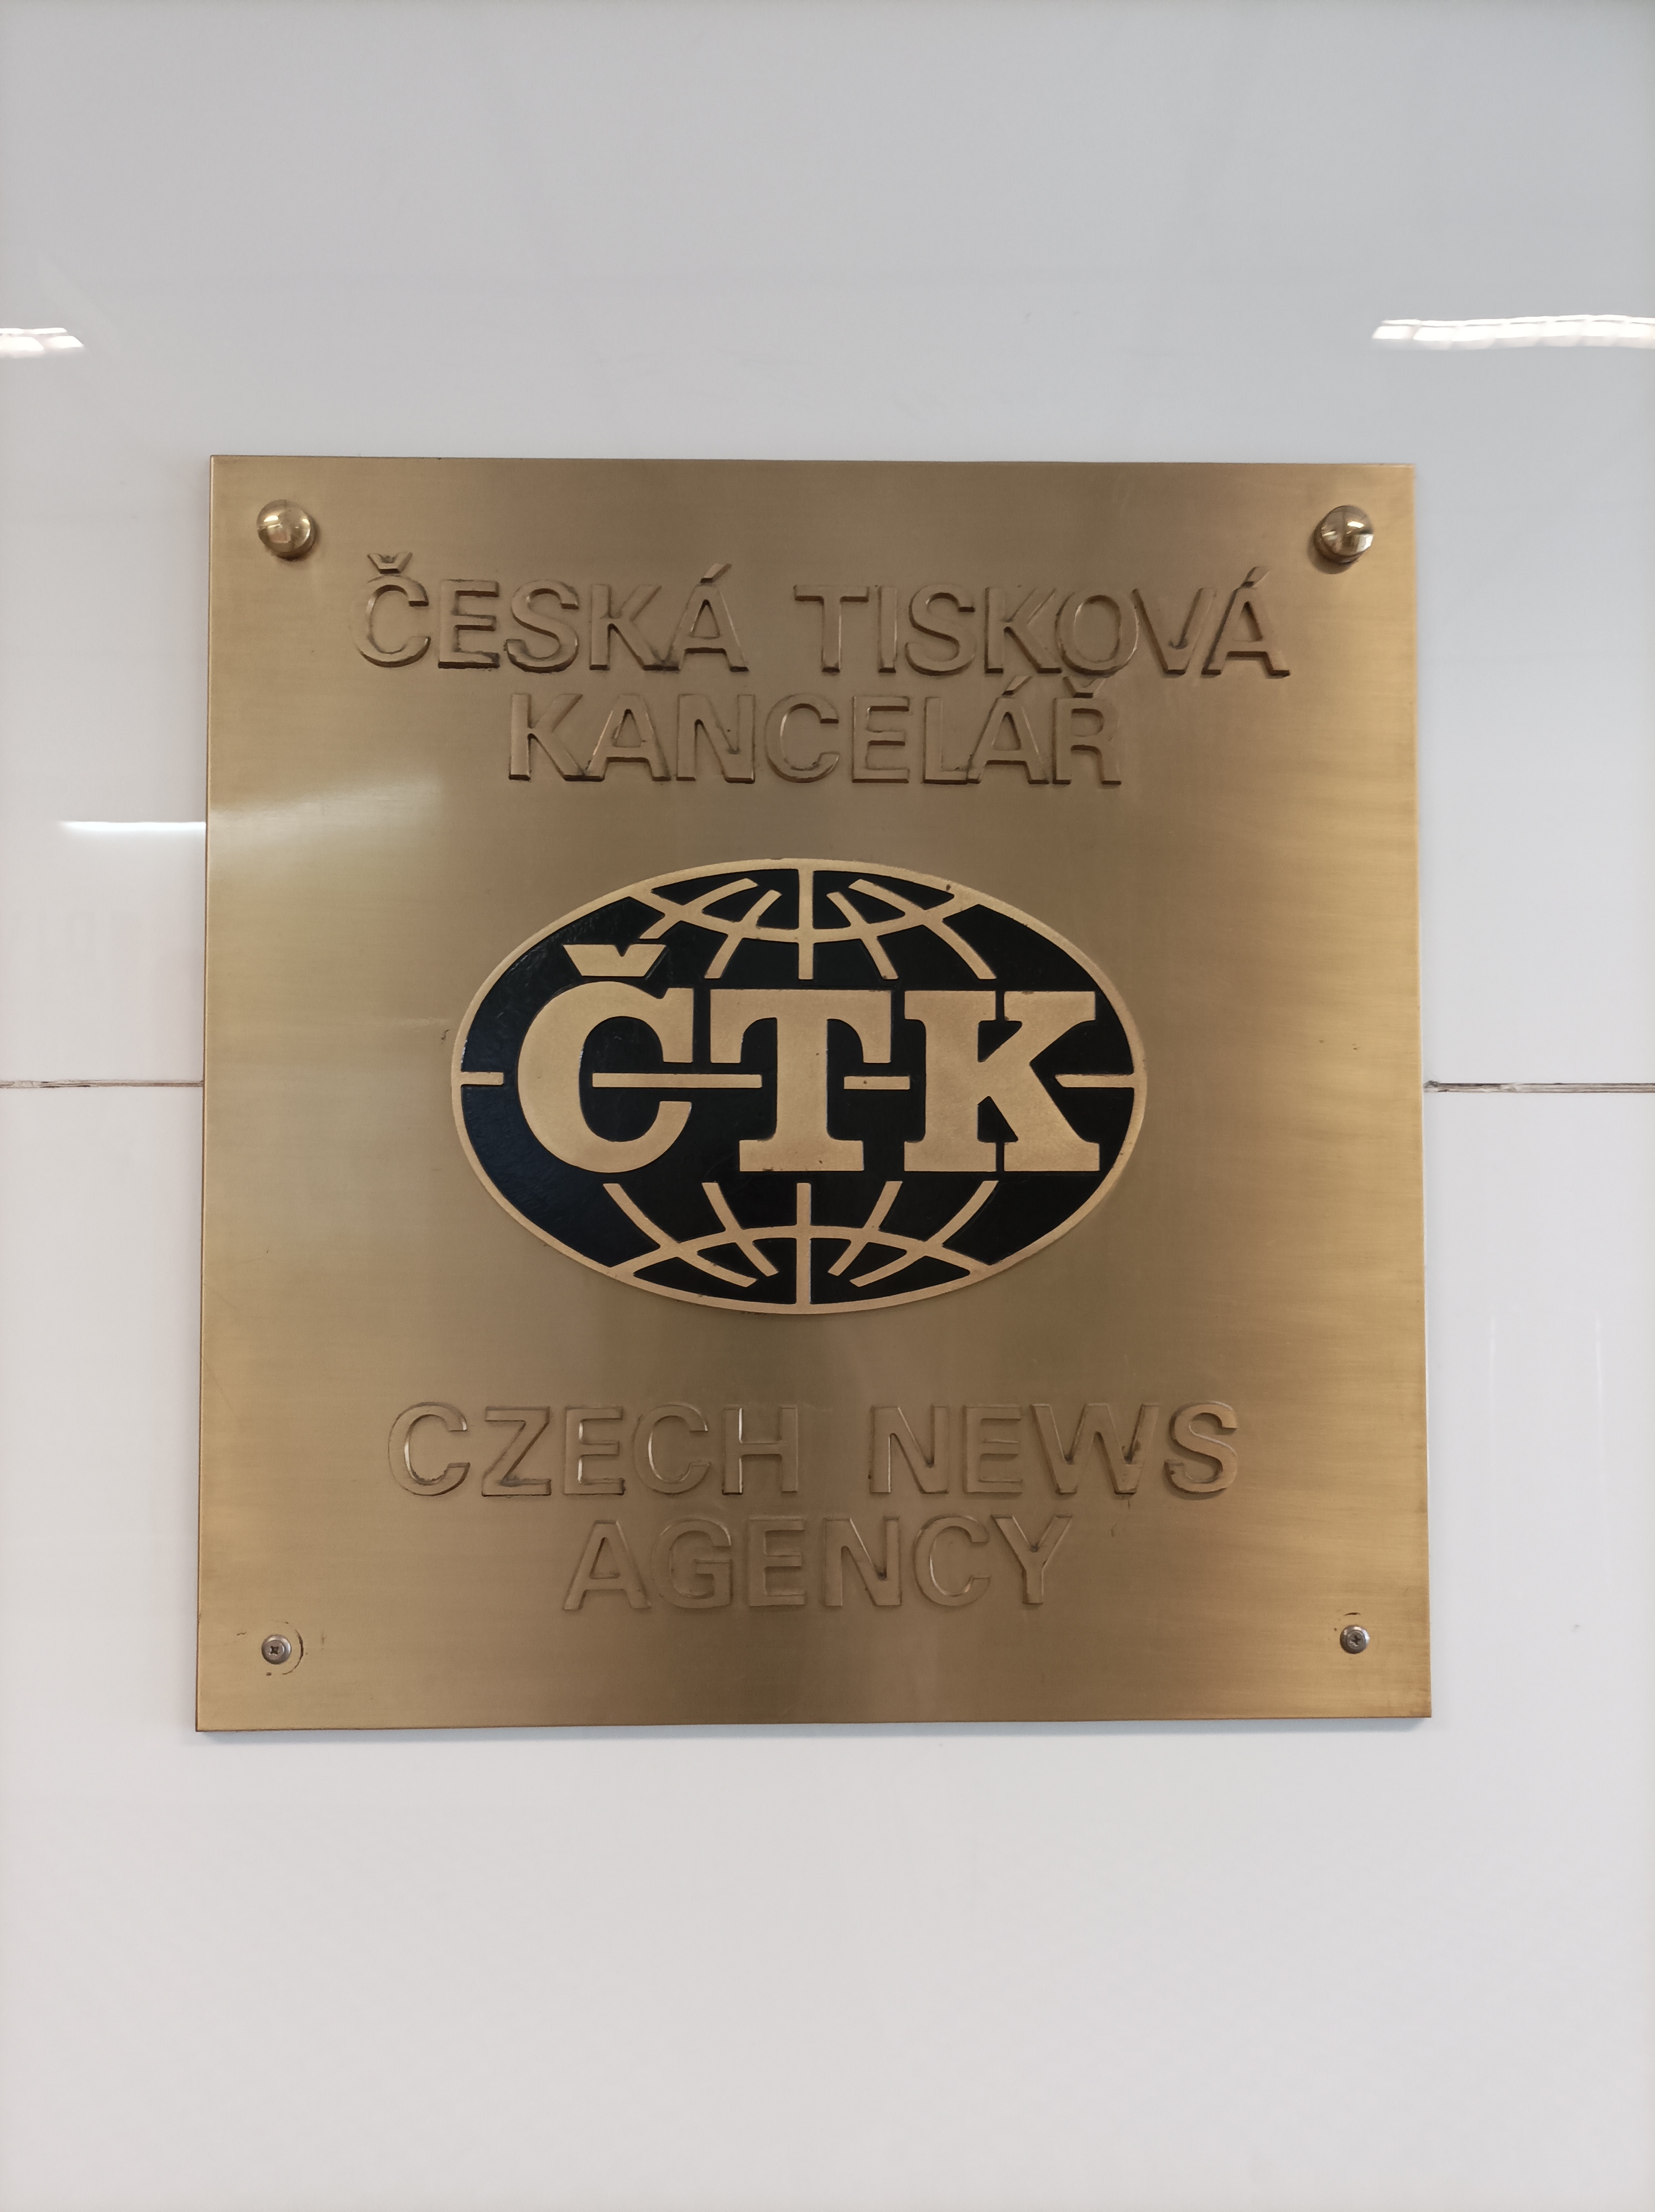 ČESKÁ TISKOVÁ
KANCELÁŘ
ČTK
CZECH NEWS
AGENCY